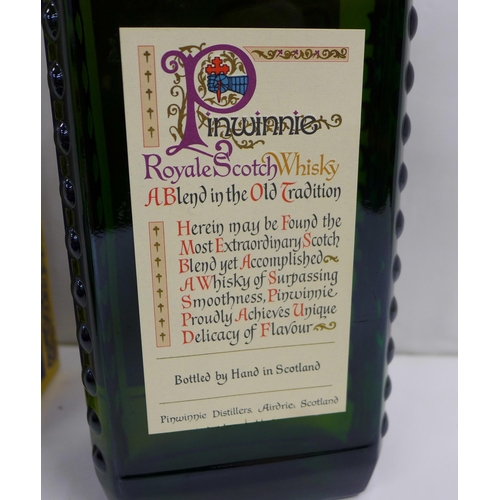 Pinwinnie
Royale Scotch Whisky
A Blend in the Old Tradition
Herein may be Found the
Most Extraordinary Scotch
Blend yet Accomplished
A Whisky of Surpassing
Smoothness, Pinwinnie
Proudly Achieves Unique
Delicacy of Flavour
Bottled by Hand in Scotland
Pinwinnie Distillers, Airdrie, Scotland